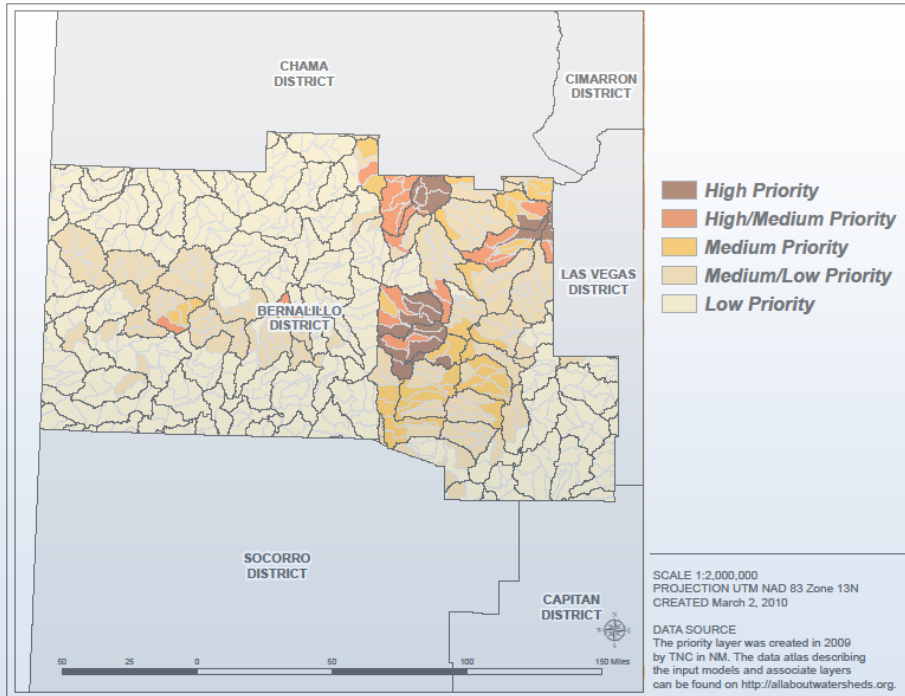 CHAMA
DISTRICT
CIMARRON
DISTRICT
High Priority
High/Medium Priority
Medium Priority
Medium/Low Priority
Low Priority
LAS VEGAS
DISTRICT
BERNALILLO
DISTRICT
SOCORRO
DISTRICT
CAPITAN
DISTRICT
50 25 0 50 100 150 Miles
SCALE 1:2,000,000
PROJECTION UTM NAD 83 Zone 13N
CREATED March 2, 2010
DATA SOURCE
The priority layer was created in 2009
by TNC in NM. The data atlas describing
the input models and associate layers
can be found on http://allaboutwatersheds.org.